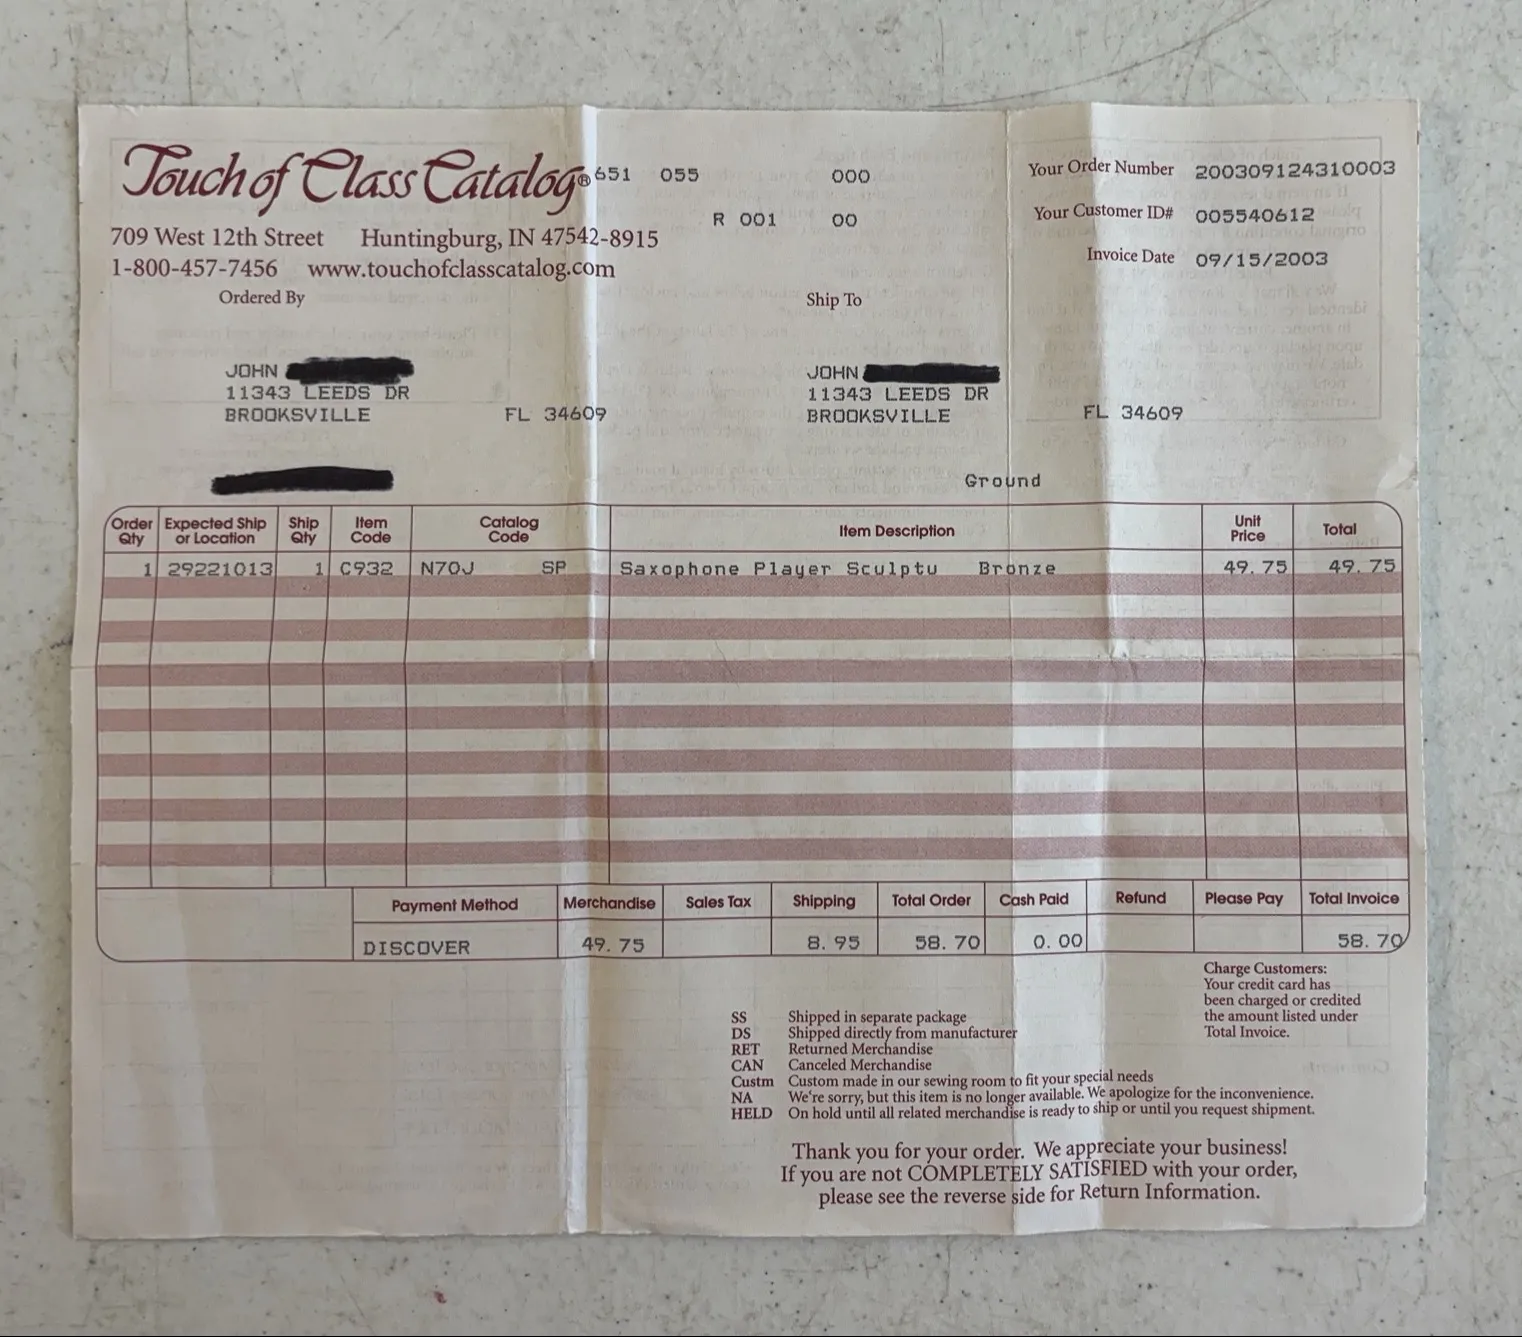 Touch of Class Catalog® 651 055 000
R 001 00
709 West 12th Street Huntingburg, IN 47542-8915
1-800-457-7456 www.touchofclasscatalog.com
Your Order Number 200309124310003
Your Customer ID# 005540612
Invoice Date 09/15/2003
Ordered By
JOHN
11343 LEEDS DR
BROOKSVILLE FL 34609
Ship To
JOHN
11343 LEEDS DR
BROOKSVILLE FL 34609
Ground
Order Qty Expected Ship or Location Ship Qty Item Code Catalog Code Item Description Unit Price Total
1 29221013 1 C932 N70J SP Saxophone Player Sculptu Bronze 49.75 49.75
Payment Method Merchandise Sales Tax Shipping Total Order Cash Paid Refund Please Pay Total Invoice
DISCOVER 49.75 8.95 58.70 0.00 58.70
Charge Customers:
Your credit card has
been charged or credited
the amount listed under
Total Invoice.
SS Shipped in separate package
DS Shipped directly from manufacturer
RET Returned Merchandise
CAN Canceled Merchandise
Custm Custom made in our sewing room to fit your special needs
NA We're sorry, but this item is no longer available. We apologize for the inconvenience.
HELD On hold until all related merchandise is ready to ship or until you request shipment.
Thank you for your order. We appreciate your business!
If you are not COMPLETELY SATISFIED with your order,
please see the reverse side for Return Information.